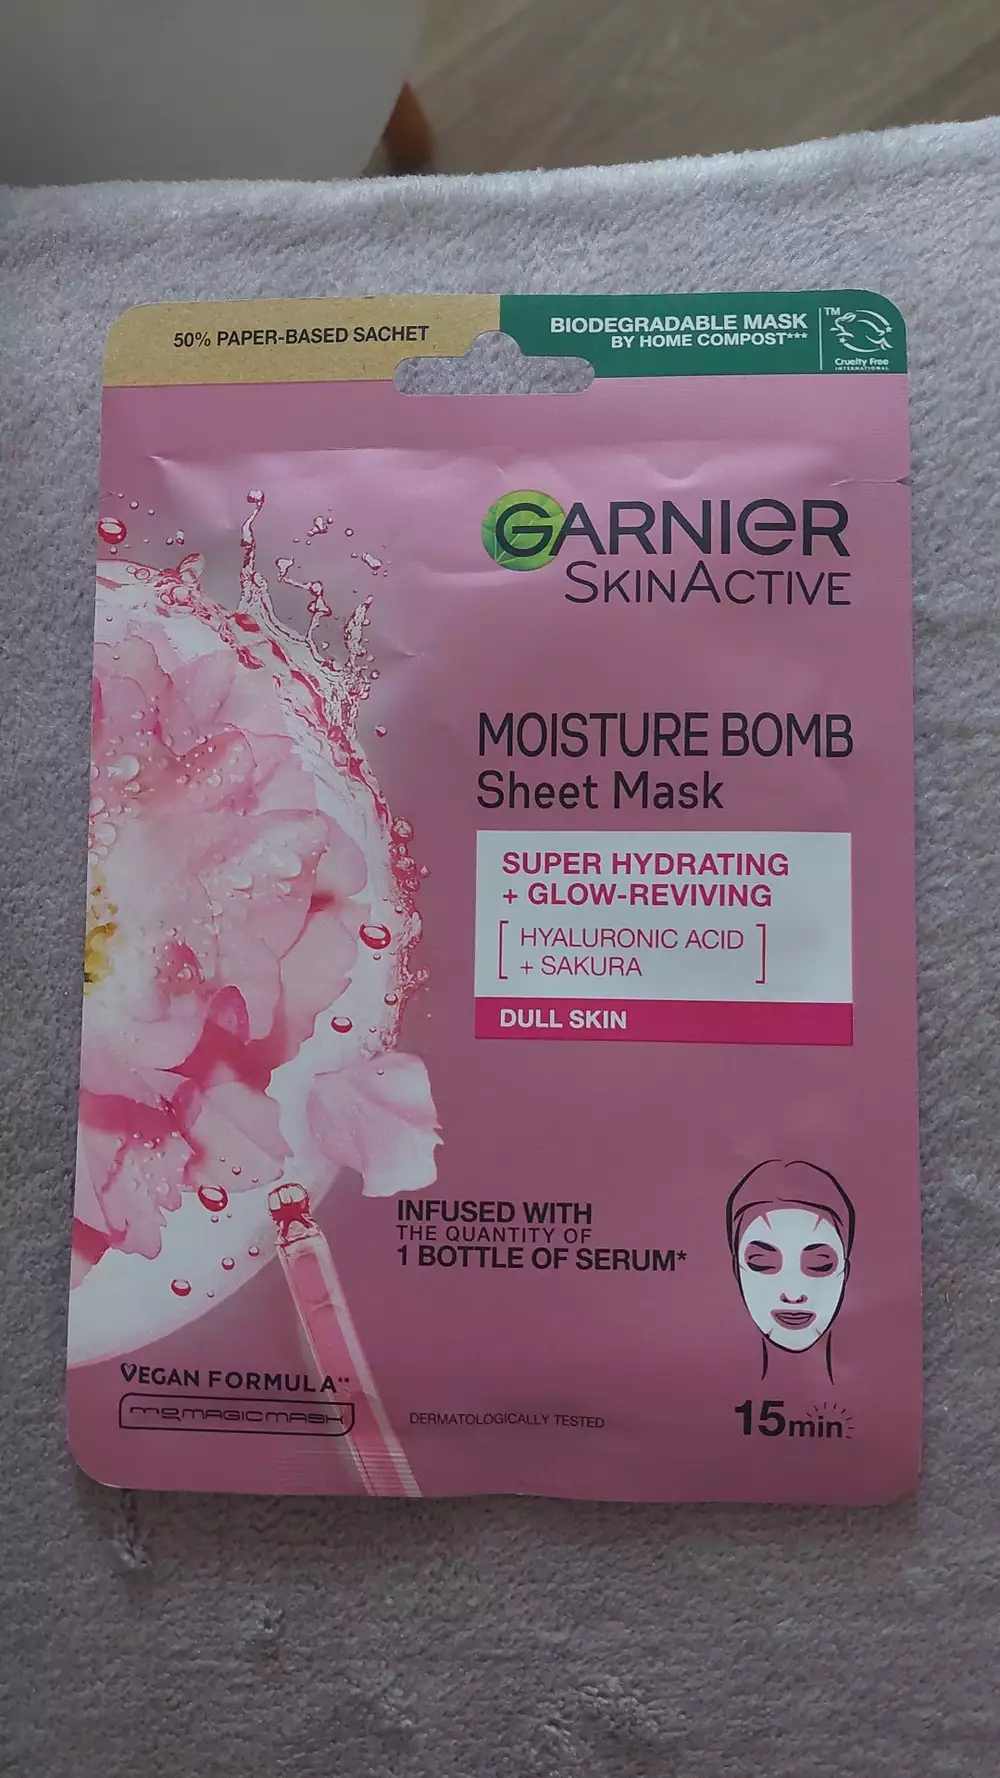 50% PAPER-BASED SACHET
BIODEGRADABLE MASK
BY HOME COMPOST***
TM
Cruelty Free
INTERNATIONAL
GARNIER
SKINACTIVE
MOISTURE BOMB
Sheet Mask
SUPER HYDRATING
+ GLOW-REVIVING
[HYALURONIC ACID
+ SAKURA]
DULL SKIN
INFUSED WITH
THE QUANTITY OF
1 BOTTLE OF SERUM*
VEGAN FORMULA**
DERMATOLOGICALLY TESTED
15min